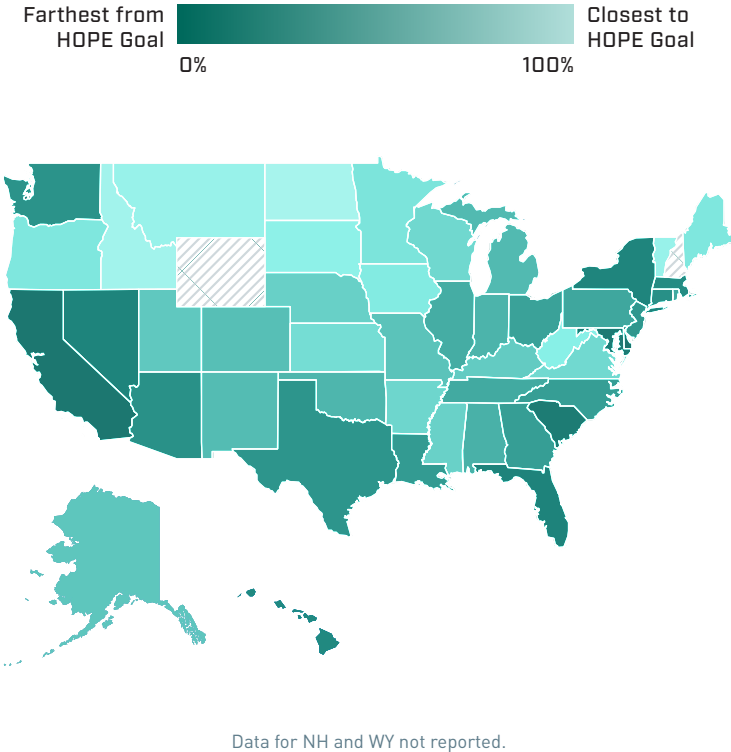 Farthest from
HOPE Goal
Closest to
HOPE Goal
0%
100%
Data for NH and WY not reported.